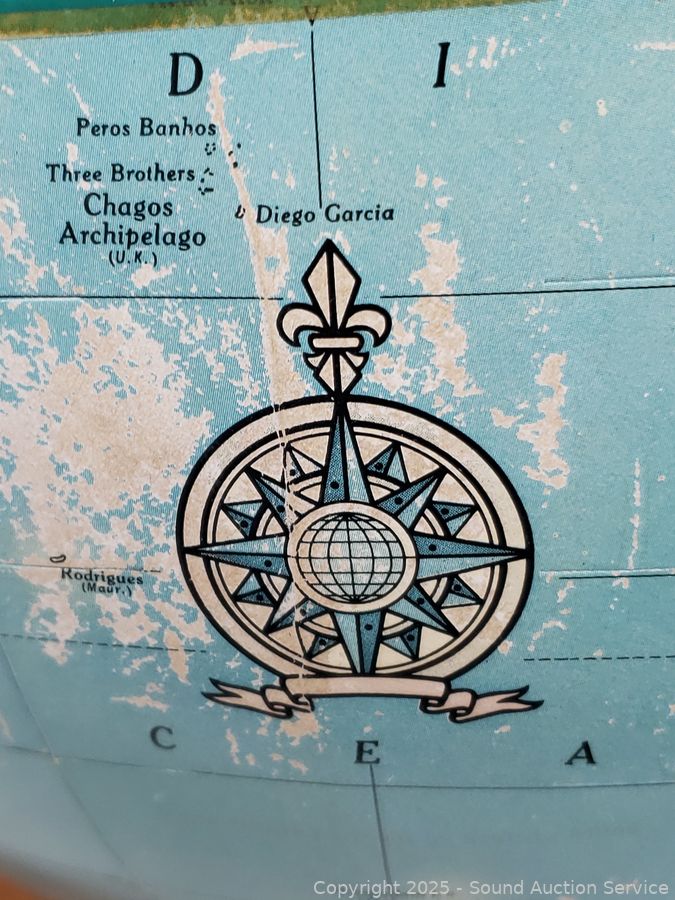 D I
Peros Banhos
Three Brothers
Chagos
Diego Garcia
Archipelago
(U.K.)
Rodrigues
(Maur.)
C E A
Copyright 2025 - Sound Auction Service